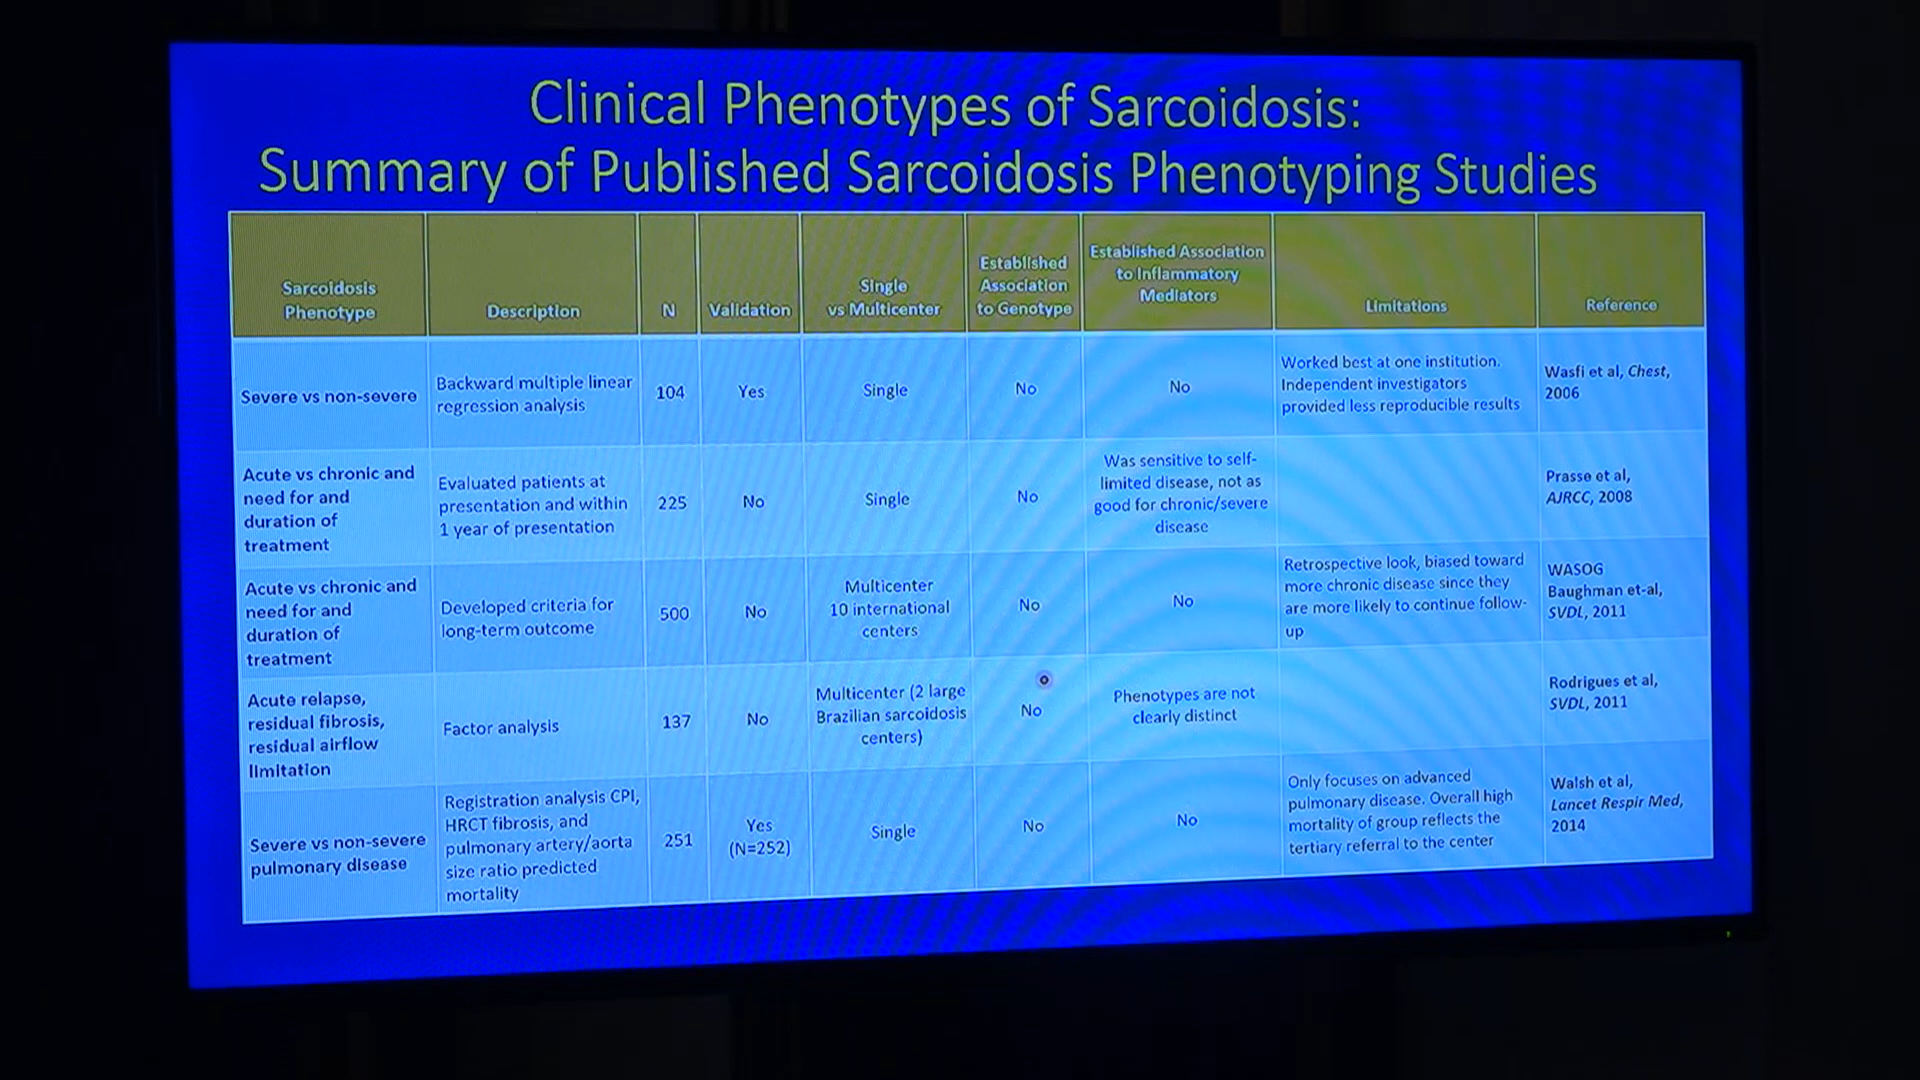 Clinical Phenotypes of Sarcoidosis:
Summary of Published Sarcoidosis Phenotyping Studies
Sarcoidosis
Phenotype
Description
N
Validation
Single
vs Multicenter
Established
Association
to Genotype
Established Association
to Inflammatory
Mediators
Limitations
Reference
Severe vs non-severe
Backward multiple linear
regression analysis
104
Yes
Single
No
No
Worked best at one institution.
Independent investigators
provided less reproducible results
Wasfi et al, Chest,
2006
Acute vs chronic and
need for and
duration of
treatment
Evaluated patients at
presentation and within
1 year of presentation
225
No
Single
No
Was sensitive to self-
limited disease, not as
good for chronic/severe
disease
Prasse et al,
AJRCC, 2008
Acute vs chronic and
need for and
duration of
treatment
Developed criteria for
long-term outcome
500
No
Multicenter
10 international
centers
No
No
Retrospective look, biased toward
more chronic disease since they
are more likely to continue follow-
up
WASOG
Baughman et-al,
SVDL, 2011
Acute relapse,
residual fibrosis,
residual airflow
limitation
Factor analysis
137
No
Multicenter (2 large
Brazilian sarcoidosis
centers)
No
Phenotypes are not
clearly distinct
Rodrigues et al,
SVDL, 2011
Severe vs non-severe
pulmonary disease
Registration analysis CPI,
HRCT fibrosis, and
pulmonary artery/aorta
size ratio predicted
mortality
251
Yes
(N=252)
Single
No
No
Only focuses on advanced
pulmonary disease. Overall high
mortality of group reflects the
tertiary referral to the center
Walsh et al,
Lancet Respir Med,
2014